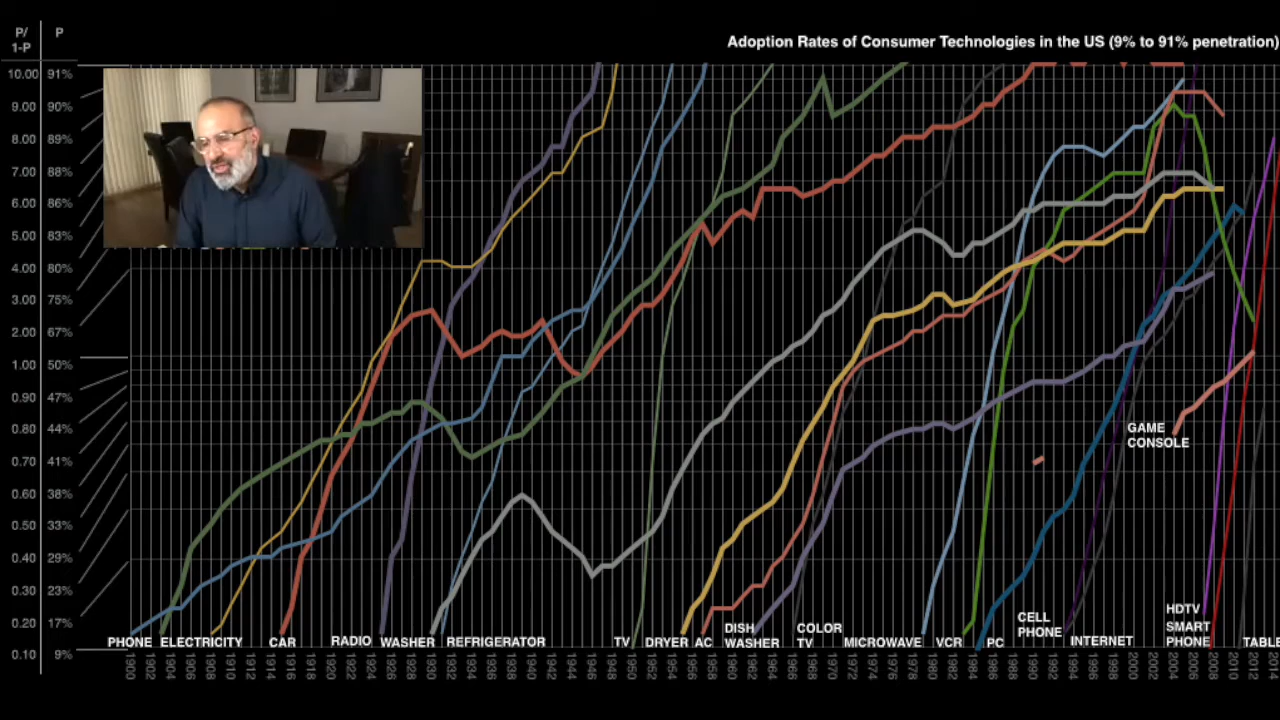 P/
1-P
P
Adoption Rates of Consumer Technologies in the US (9% to 91% penetration)
10.00 91%
9.00 90%
8.00 89%
7.00 88%
6.00 86%
5.00 83%
4.00 80%
3.00 75%
2.00 67%
1.00 50%
0.90 47%
0.80 44%
0.70 41%
0.60 38%
0.50 33%
0.40 29%
0.30 23%
0.20 17%
0.10 9%
GAME
CONSOLE
PHONE ELECTRICITY CAR RADIO WASHER REFRIGERATOR TV DRYER AC
DISH
WASHER
COLOR
TV
MICROWAVE VCR PC
CELL
PHONE
INTERNET
HDTV
SMART
PHONE
TABLE
1900 1902 1904 1906 1908 1910 1912 1914 1916 1918 1920 1922 1924 1926 1928 1930 1932 1934 1936 1938 1940 1942 1944 1946 1948 1950 1952 1954 1956 1958 1960 1962 1964 1966 1968 1970 1972 1974 1976 1978 1980 1982 1984 1986 1988 1990 1992 1994 1996 1998 2000 2002 2004 2006 2008 2010 2012 2014